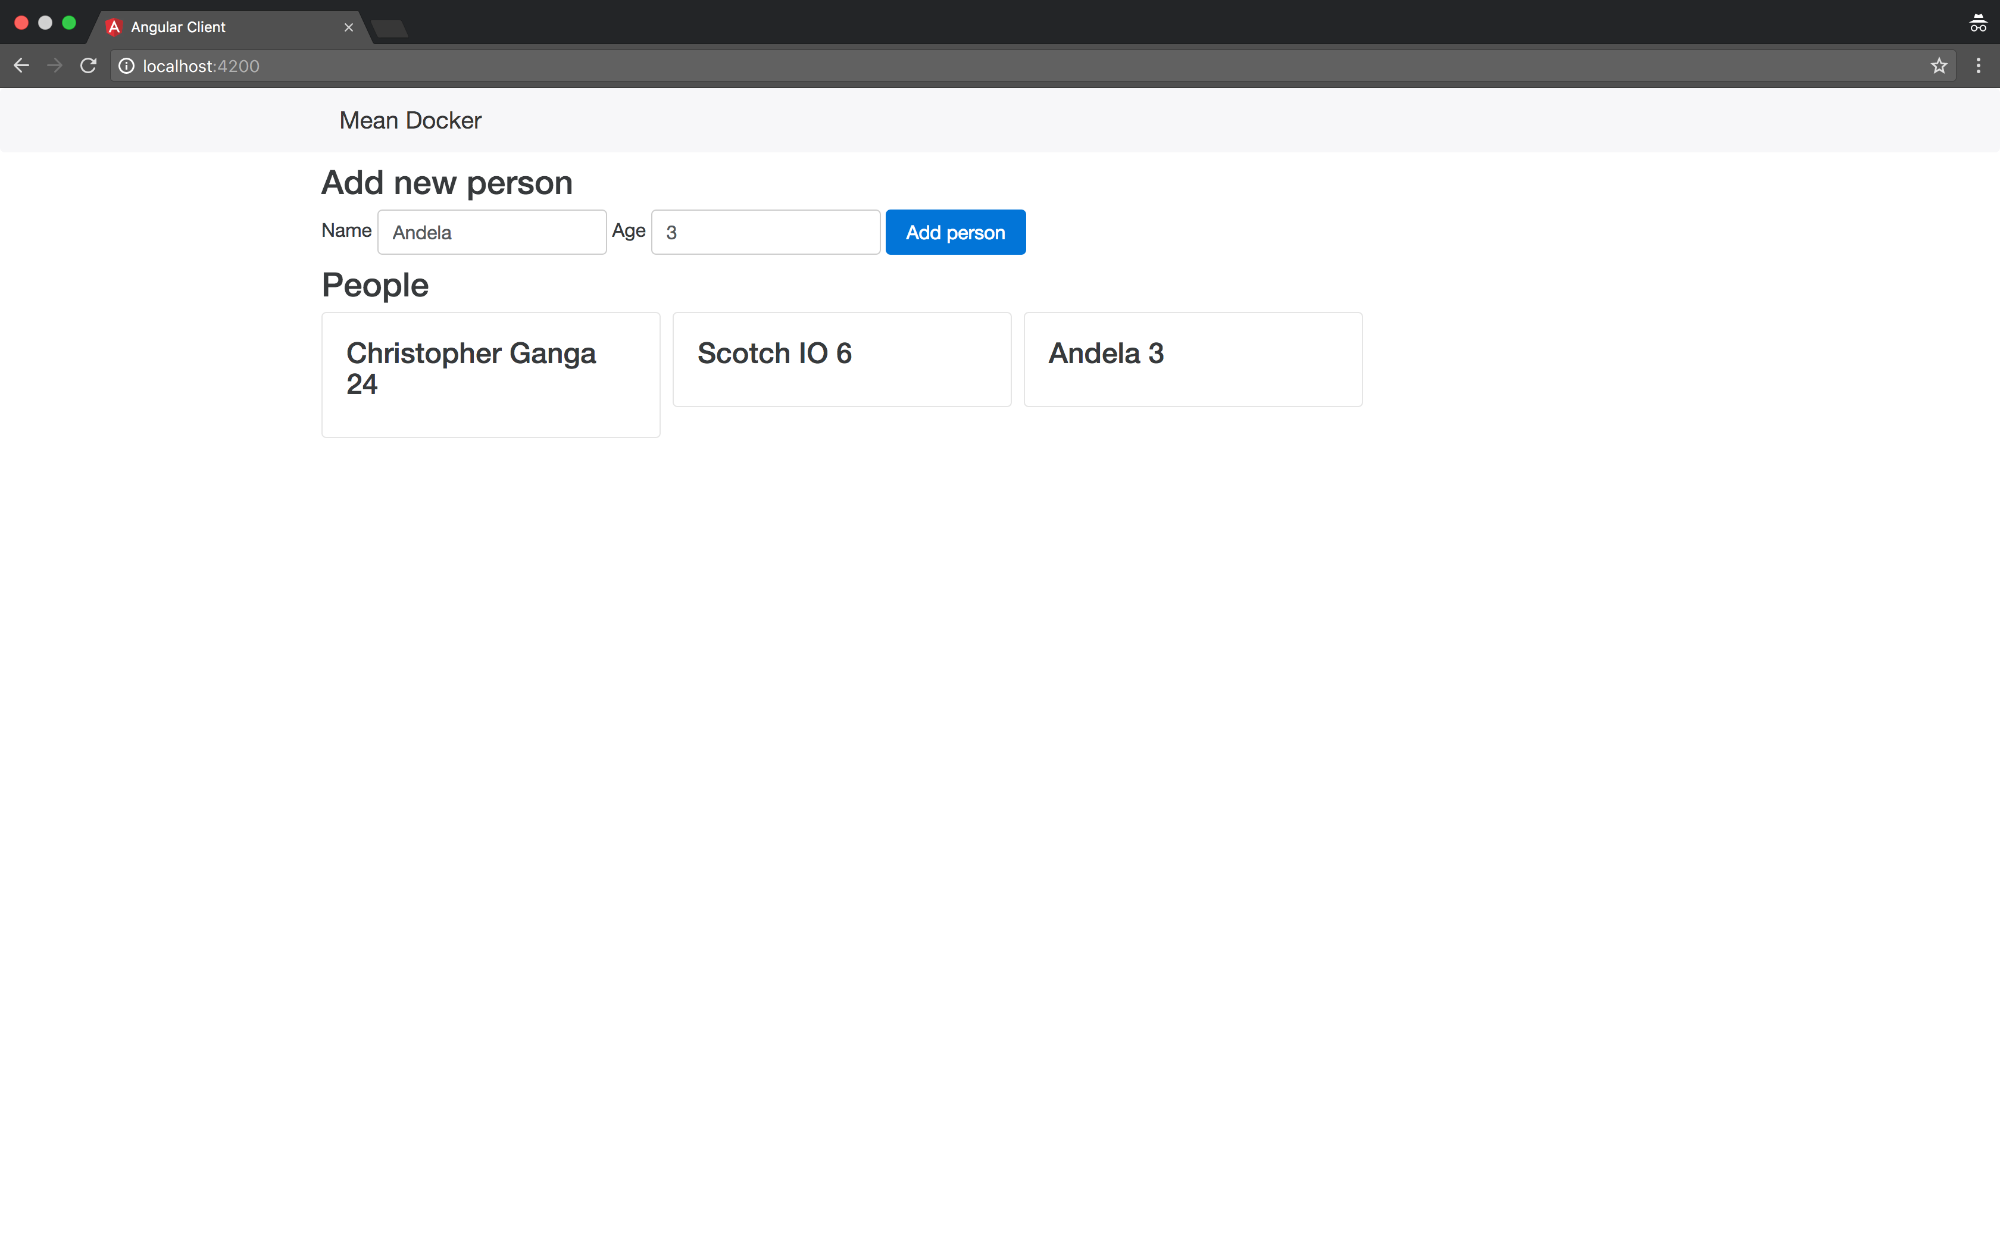 Angular Client
localhost:4200
Mean Docker
Add new person
Name Andela Age 3 Add person
People
Christopher Ganga
24
Scotch IO 6
Andela 3